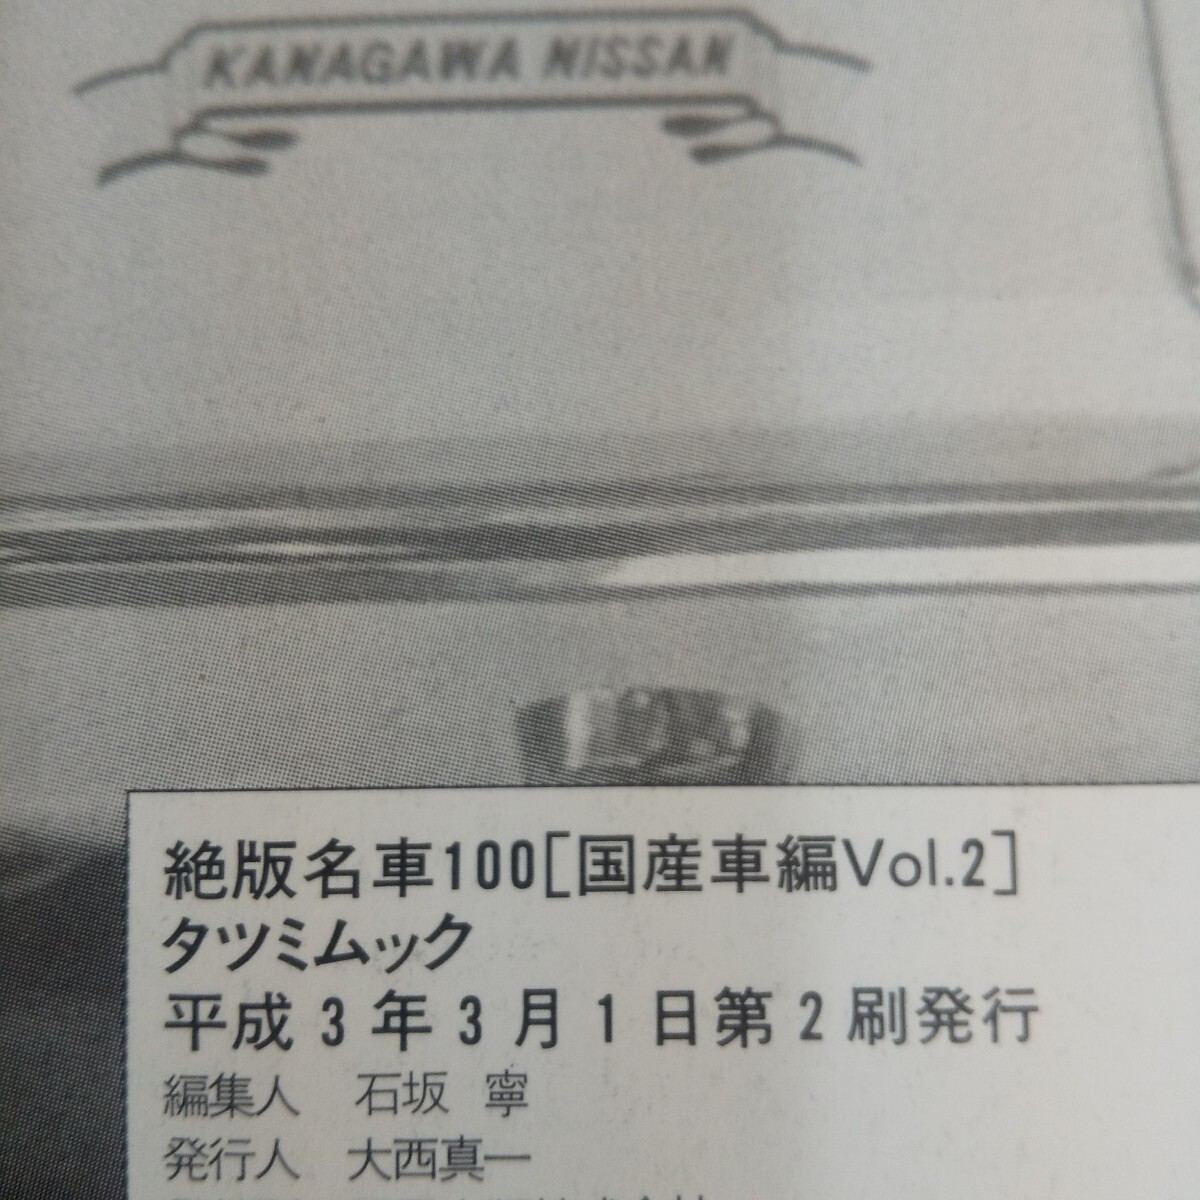 KANAGAWA NISSAN
絶版名車100[国産車編Vol.2]
タツミムック
平成3年3月1日第2刷発行
編集人 石坂 寧
発行人 大西真一